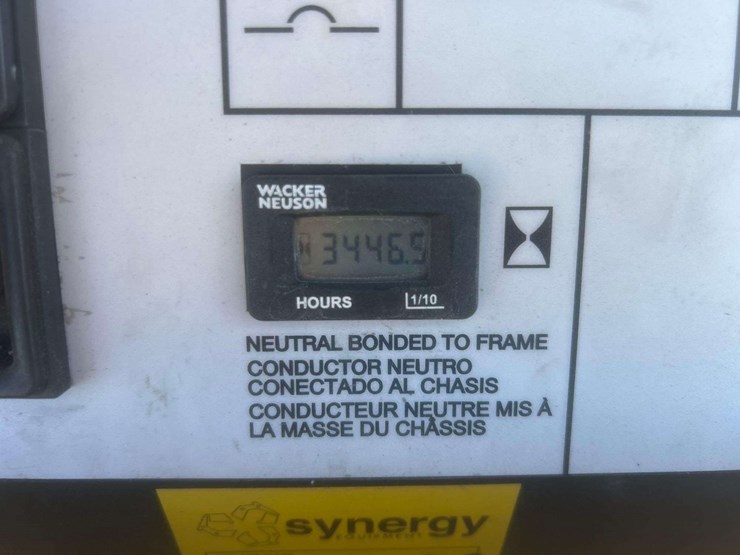 WACKER
NEUSON
3446.5
HOURS 1/10
NEUTRAL BONDED TO FRAME
CONDUCTOR NEUTRO
CONECTADO AL CHASIS
CONDUCTEUR NEUTRE MIS À
LA MASSE DU CHÂSSIS
synergy
EQUIPMENT